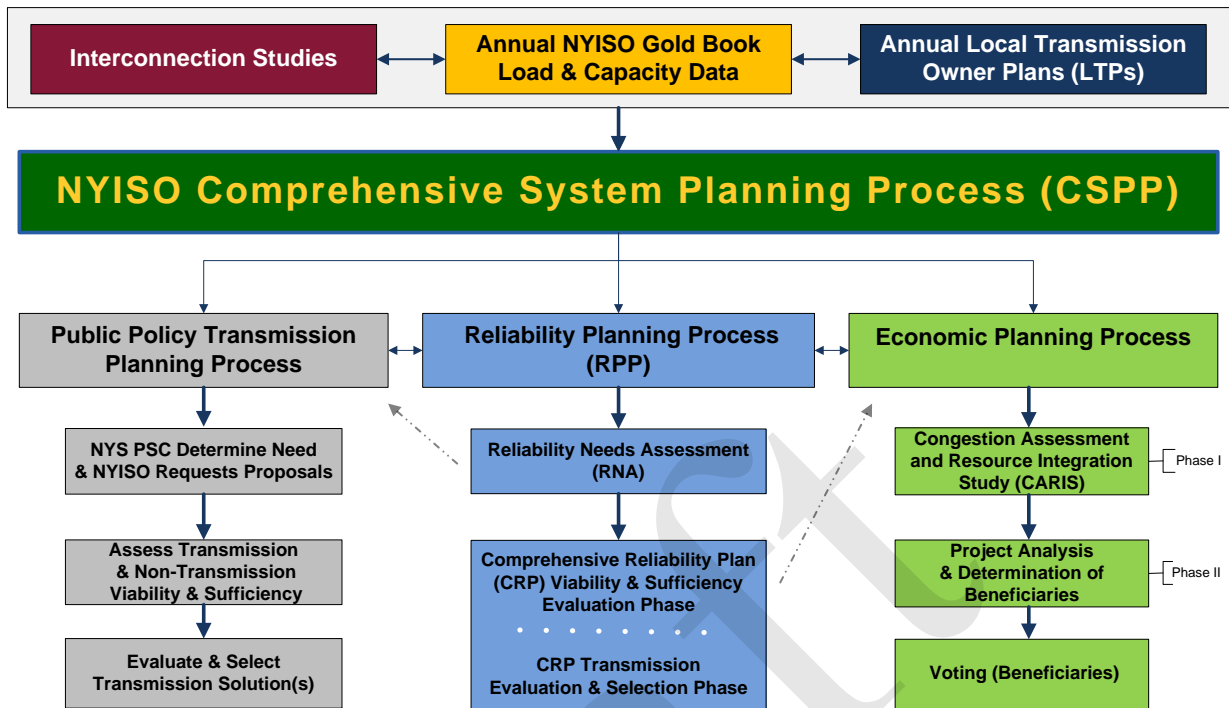 Interconnection Studies
Annual NYISO Gold Book
Load & Capacity Data
Annual Local Transmission
Owner Plans (LTPs)
NYISO Comprehensive System Planning Process (CSPP)
Public Policy Transmission
Planning Process
Reliability Planning Process
(RPP)
Economic Planning Process
NYS PSC Determine Need
& NYISO Requests Proposals
Reliability Needs Assessment
(RNA)
Congestion Assessment
and Resource Integration
Study (CARIS)
Phase I
Assess Transmission
& Non-Transmission
Viability & Sufficiency
Comprehensive Reliability Plan
(CRP) Viability & Sufficiency
Evaluation Phase
Project Analysis
& Determination of
Beneficiaries
Phase II
Evaluate & Select
Transmission Solution(s)
CRP Transmission
Evaluation & Selection Phase
Voting (Beneficiaries)